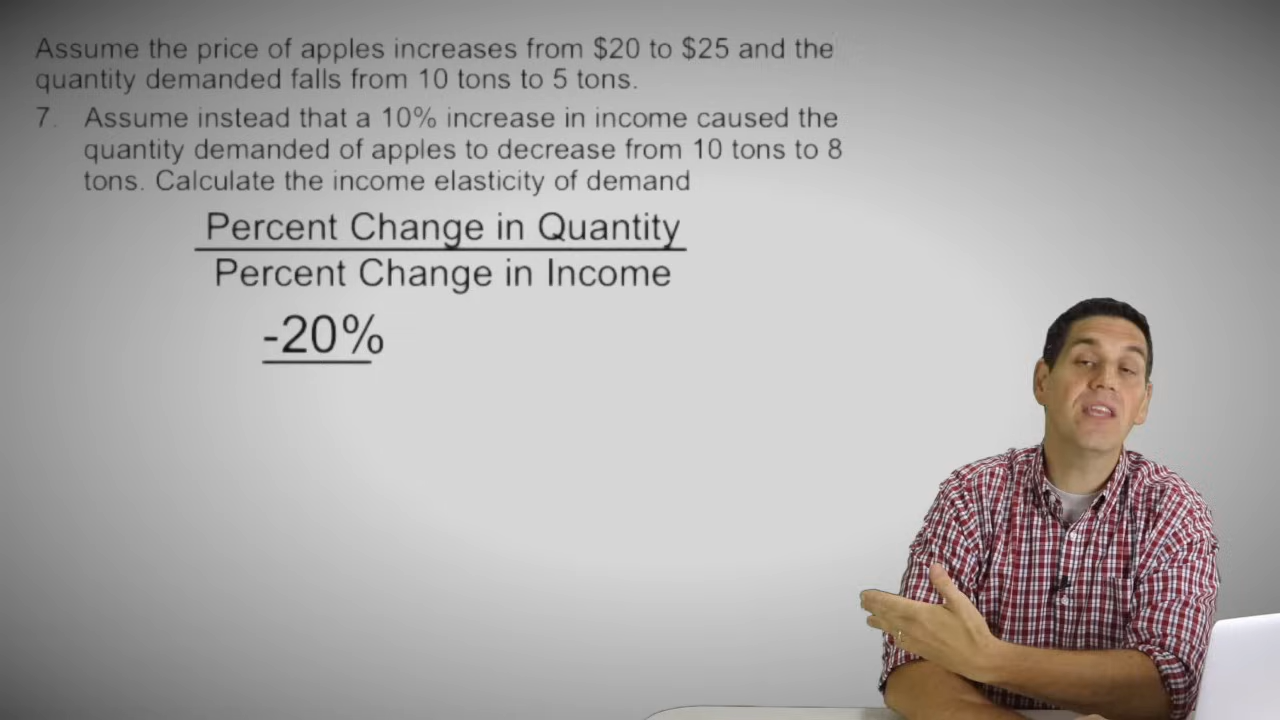 Assume the price of apples increases from $20 to $25 and the
quantity demanded falls from 10 tons to 5 tons.
7. Assume instead that a 10% increase in income caused the
quantity demanded of apples to decrease from 10 tons to 8
tons. Calculate the income elasticity of demand
Percent Change in Quantity
Percent Change in Income
-20%